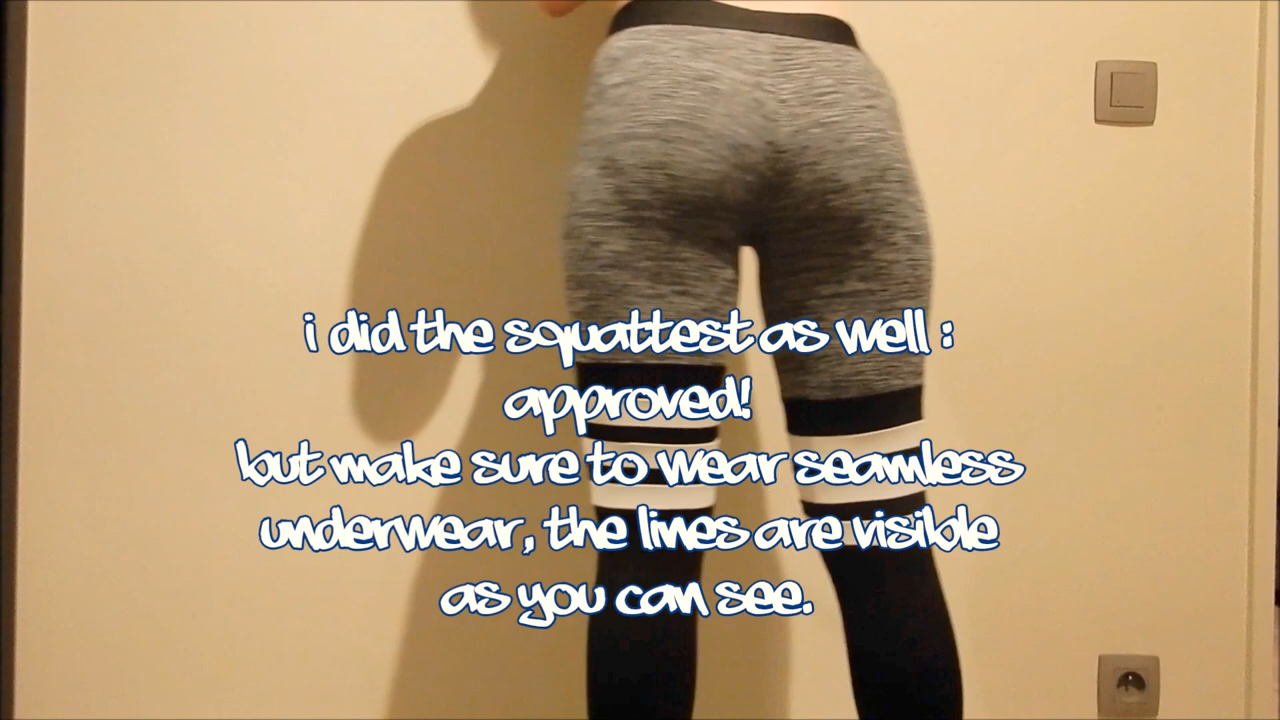 i did the squattest as well :
approved!
but make sure to wear seamless
underwear, the lines are visible
as you can see.